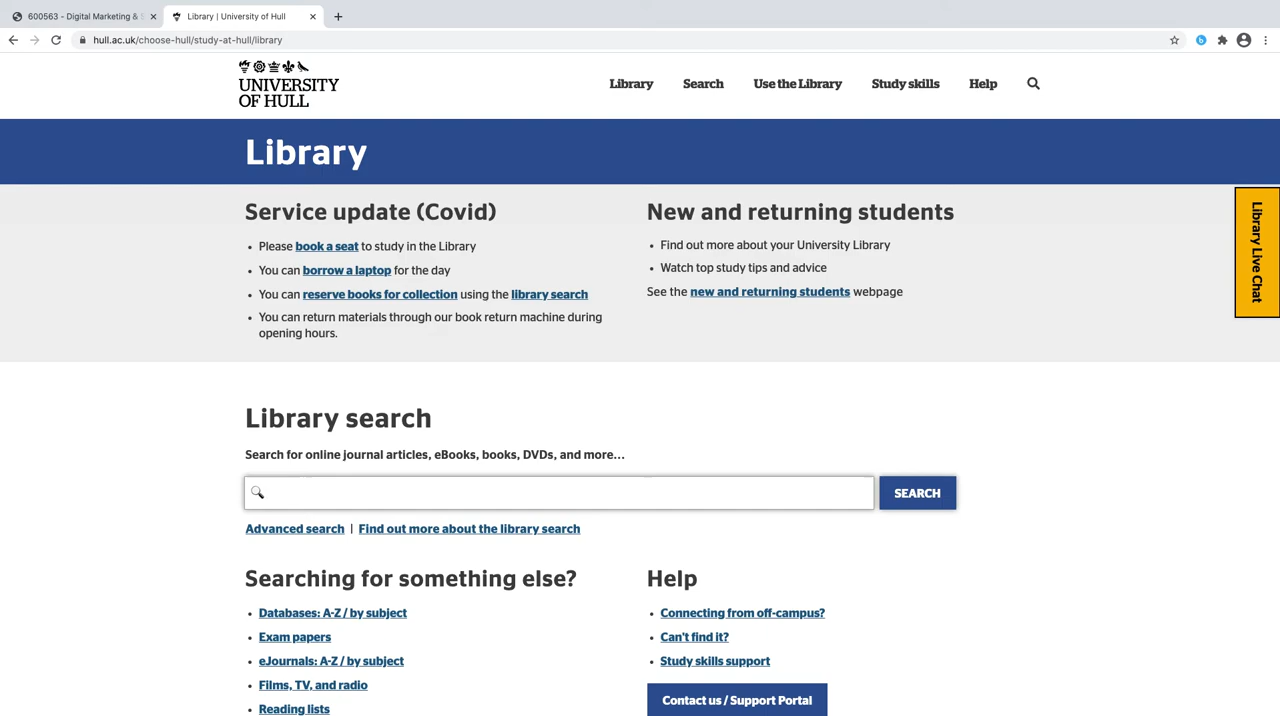 600563 - Digital Marketing &
Library | University of Hull
hull.ac.uk/choose-hull/study-at-hull/library
UNIVERSITY
OF HULL
Library
Search
Use the Library
Study skills
Help
Library
Service update (Covid)
Please book a seat to study in the Library
You can borrow a laptop for the day
You can reserve books for collection using the library search
You can return materials through our book return machine during
opening hours.
New and returning students
Find out more about your University Library
Watch top study tips and advice
See the new and returning students webpage
Library Live Chat
Library search
Search for online journal articles, eBooks, books, DVDs, and more...
SEARCH
Advanced search | Find out more about the library search
Searching for something else?
Databases: A-Z / by subject
Exam papers
eJournals: A-Z / by subject
Films, TV, and radio
Reading lists
Help
Connecting from off-campus?
Can't find it?
Study skills support
Contact us / Support Portal